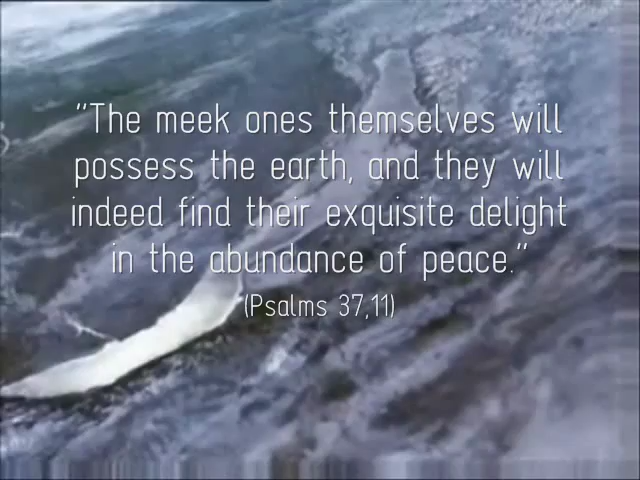 "The meek ones themselves will
possess the earth, and they will
indeed find their exquisite delight
in the abundance of peace."
(Psalms 37,11)